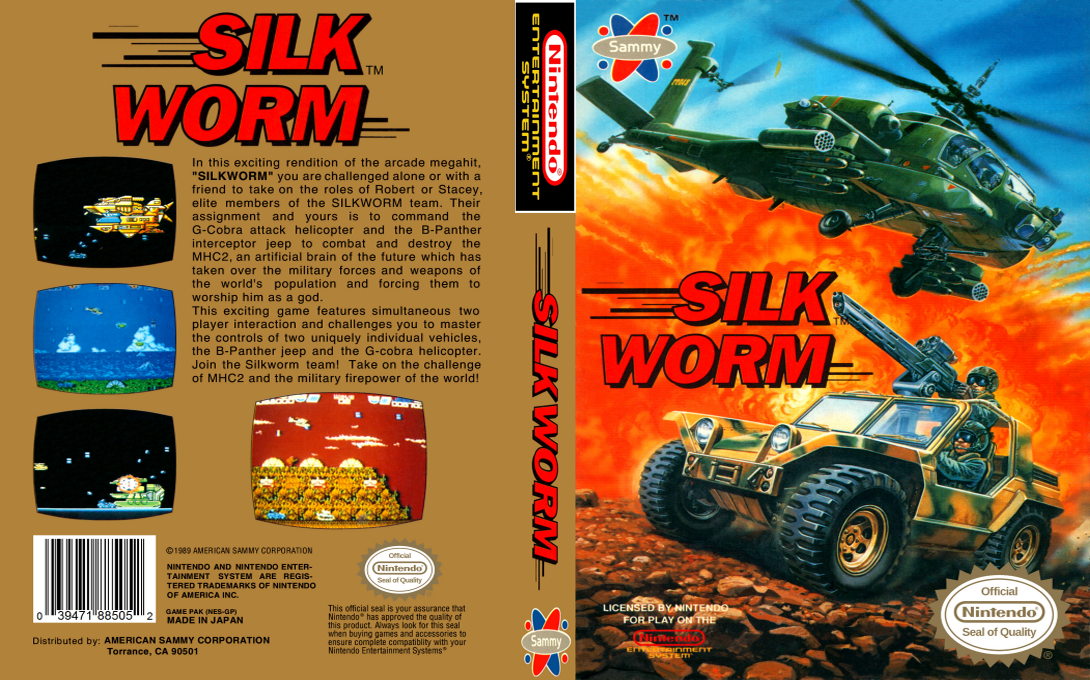 SILK
WORM
TM
In this exciting rendition of the arcade megahit,
"SILKWORM" you are challenged alone or with a
friend to take on the roles of Robert or Stacey,
elite members of the SILKWORM team. Their
assignment and yours is to command the
G-Cobra attack helicopter and the B-Panther
interceptor jeep to combat and destroy the
MHC2, an artificial brain of the future which has
taken over the military forces and weapons of
the world's population and forcing them to
worship him as a god.
This exciting game features simultaneous two
player interaction and challenges you to master
the controls of two uniquely individual vehicles,
the B-Panther jeep and the G-cobra helicopter.
Join the Silkworm team! Take on the challenge
of MHC2 and the military firepower of the world!
0 39471 88505 2
©1989 AMERICAN SAMMY CORPORATION
NINTENDO AND NINTENDO ENTER-
TAINMENT SYSTEM ARE REGIS-
TERED TRADEMARKS OF NINTENDO
OF AMERICA INC.
GAME PAK (NES-GP)
MADE IN JAPAN
Distributed by: AMERICAN SAMMY CORPORATION
Torrance, CA 90501
Official
Nintendo
Seal of Quality
This official seal is your assurance that
Nintendo® has approved the quality of
this product. Always look for this seal
when buying games and accessories to
ensure complete compatiblity with your
Nintendo Entertainment Systems®
Nintendo®
ENTERTAINMENT
SYSTEM®
SILKWORM
Sammy
Sammy
TM
SILK
WORM
TM
LICENSED BY NINTENDO
FOR PLAY ON THE
Nintendo
ENTERTAINMENT
SYSTEM®
Official
Nintendo®
Seal of Quality
®